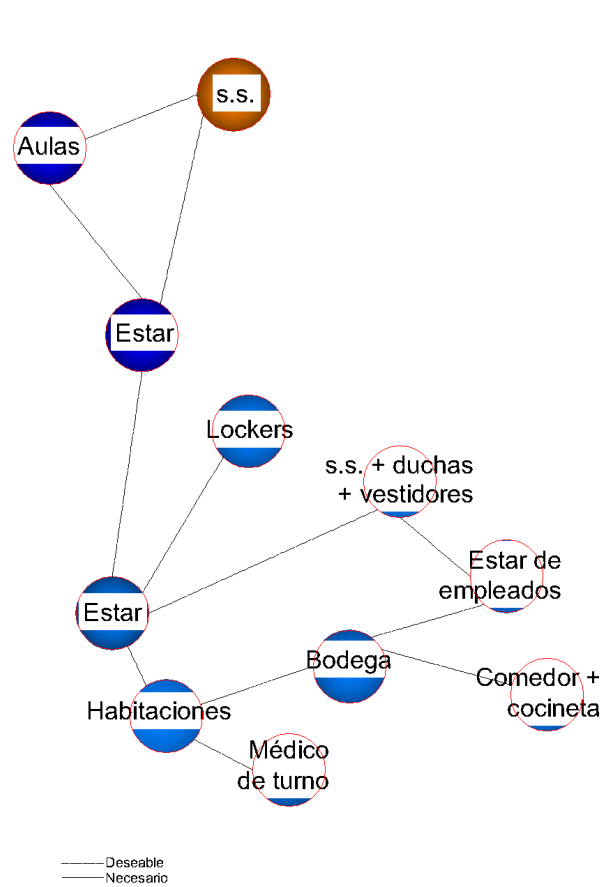 s.s.
Aulas
Estar
Lockers
s.s. + duchas
+ vestidores
Estar de
empleados
Estar
Bodega
Comedor +
cocineta
Habitaciones
Médico
de turno
Deseable
Necesario